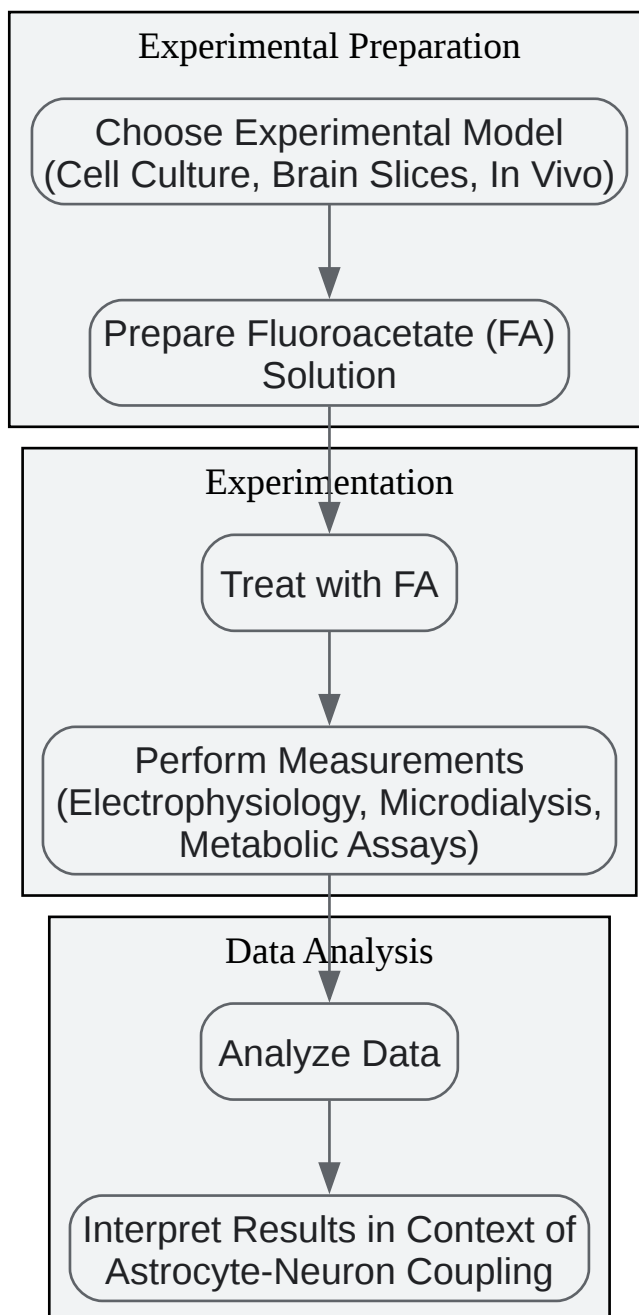 Experimental Preparation
Choose Experimental Model
(Cell Culture, Brain Slices, In Vivo)
Prepare Fluoroacetate (FA)
Solution
Experimentation
Treat with FA
Perform Measurements
(Electrophysiology, Microdialysis,
Metabolic Assays)
Data Analysis
Analyze Data
Interpret Results in Context of
Astrocyte-Neuron Coupling